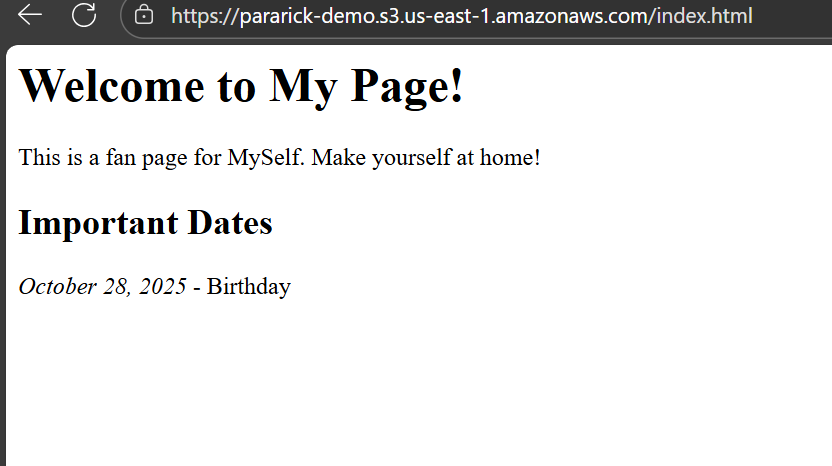 https://pararick-demo.s3.us-east-1.amazonaws.com/index.html
Welcome to My Page!
This is a fan page for MySelf. Make yourself at home!
Important Dates
October 28, 2025 - Birthday